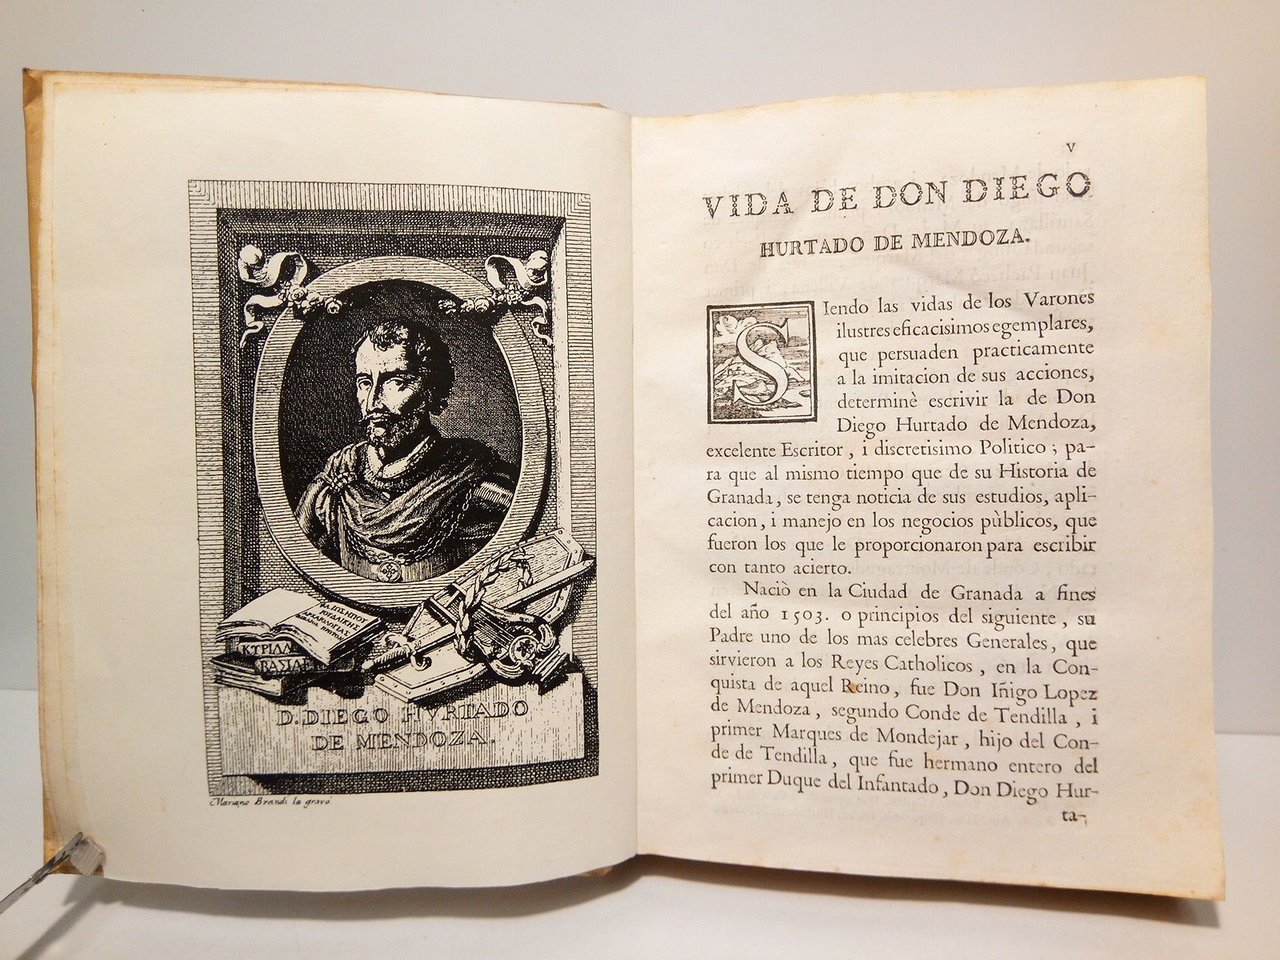 ΚΥΡΙΛΛ
ΒΑΣΙΛ
D. DIEGO HVRTADO
DE MENDOZA.
Mariano Brandi la gravó.
V
VIDA DE DON DIEGO
HURTADO DE MENDOZA.
SIendo las vidas de los Varones
ilustres eficacisimos egemplares,
que persuaden practicamente
a la imitacion de sus acciones,
determinè escrivir la de Don
Diego Hurtado de Mendoza,
excelente Escritor, i discretisimo Politico; pa-
ra que al mismo tiempo que de su Historia de
Granada, se tenga noticia de sus estudios, apli-
cacion, i manejo en los negocios pùblicos, que
fueron los que le proporcionaron para escribir
con tanto acierto.
Naciò en la Ciudad de Granada a fines
del año 1503. o principios del siguiente, su
Padre uno de los mas celebres Generales, que
sirvieron a los Reyes Catholicos, en la Con-
quista de aquel Reino, fue Don Iñigo Lopez
de Mendoza, segundo Conde de Tendilla, i
primer Marques de Mondejar, hijo del Con-
de de Tendilla, que fue hermano entero del
primer Duque del Infantado, Don Diego Hur-
ta-